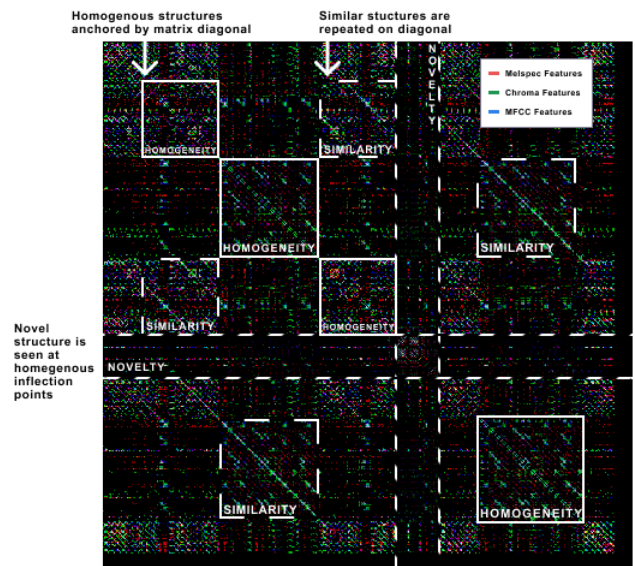 Homogenous structures
anchored by matrix diagonal
Similar stuctures are
repeated on diagonal
NOVELTY
Melspec Features
Chroma Features
MFCC Features
HOMOGENEITY
SIMILARITY
HOMOGENEITY
SIMILARITY
SIMILARITY
HOMOGENEITY
Novel
structure is
seen at
homegenous
inflection
points
NOVELTY
SIMILARITY
HOMOGENEITY